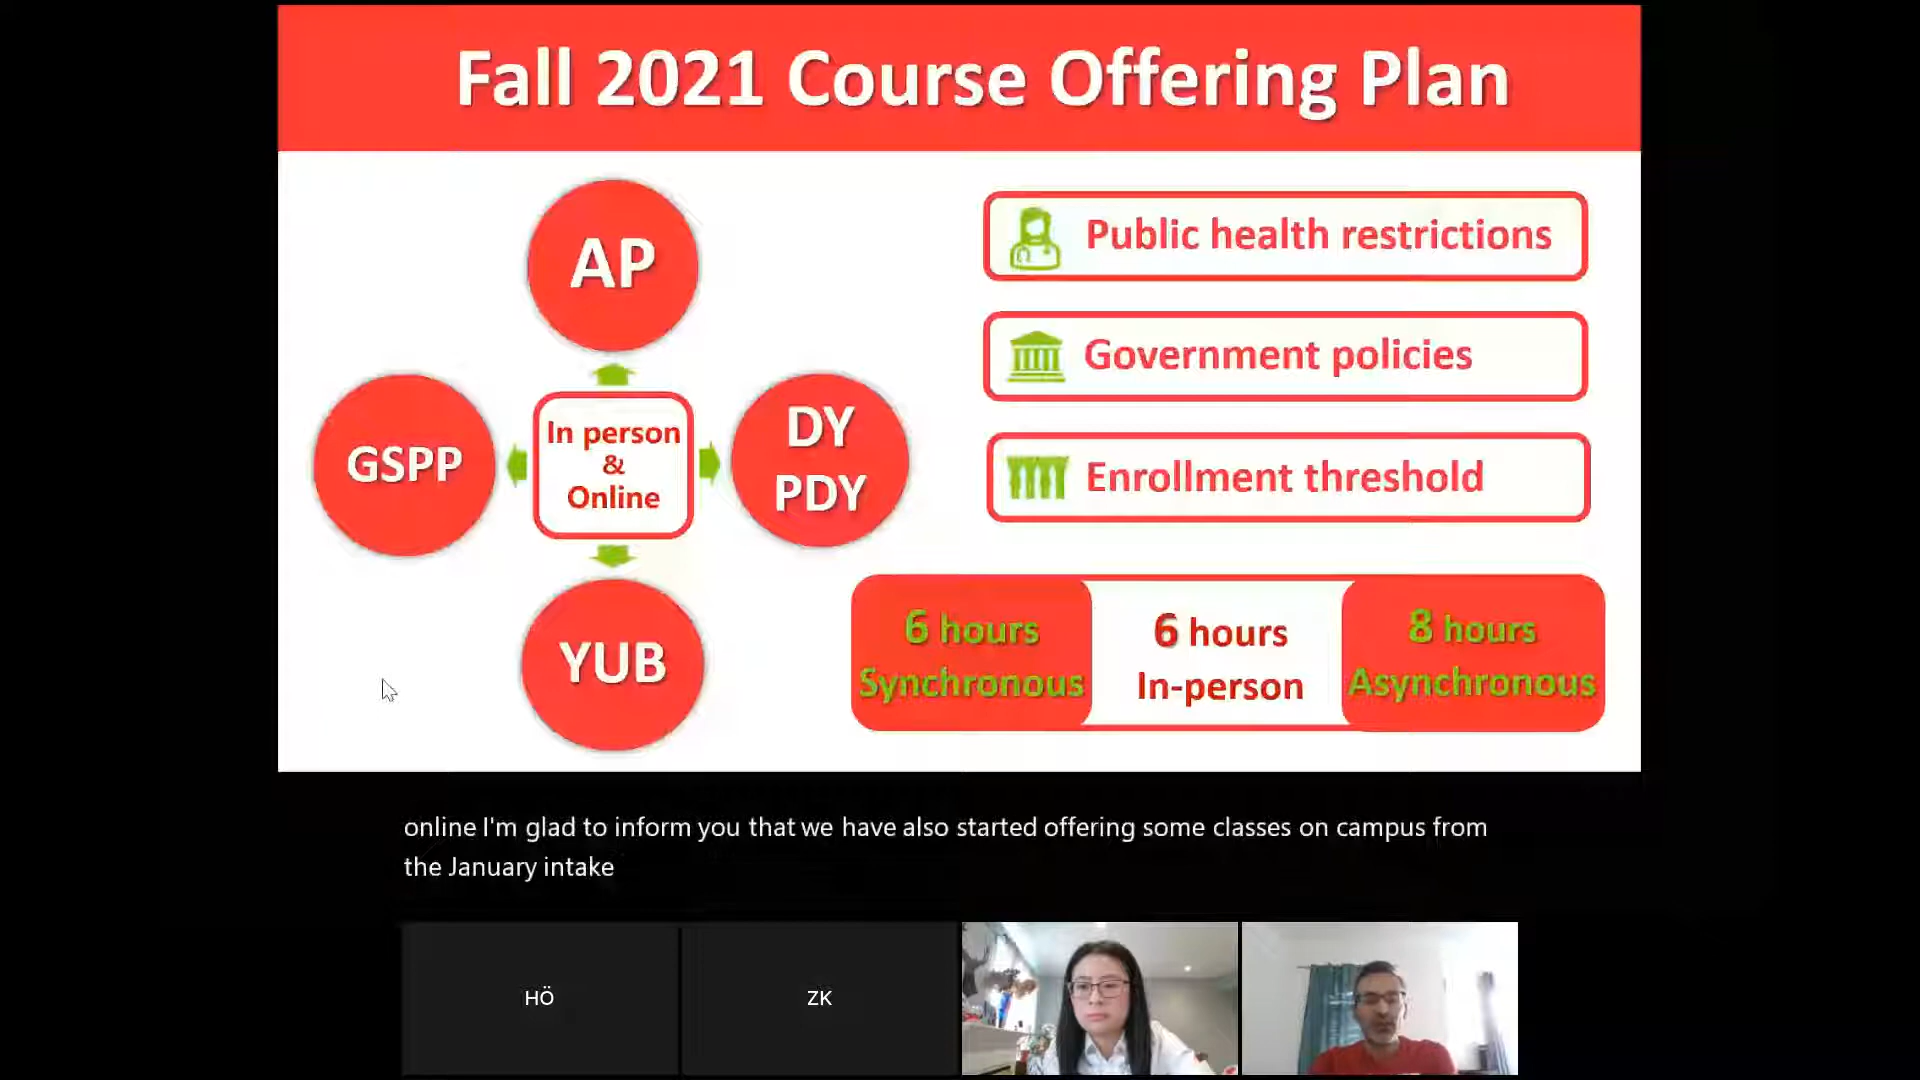 Fall 2021 Course Offering Plan
AP
GSPP
In person
&
Online
DY
PDY
YUB
Public health restrictions
Government policies
Enrollment threshold
6 hours
Synchronous
6 hours
In-person
8 hours
Asynchronous
online I'm glad to inform you that we have also started offering some classes on campus from
the January intake
HÖ
ZK